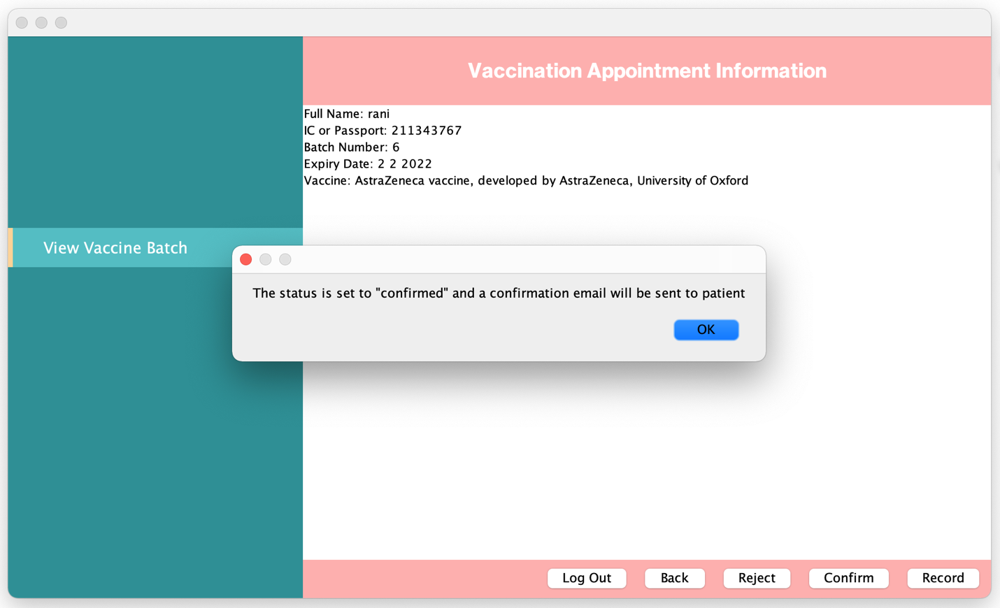 Vaccination Appointment Information
Full Name: rani
IC or Passport: 211343767
Batch Number: 6
Expiry Date: 2 2 2022
Vaccine: AstraZeneca vaccine, developed by AstraZeneca, University of Oxford
View Vaccine Batch
The status is set to "confirmed" and a confirmation email will be sent to patient
OK
Log Out Back Reject Confirm Record